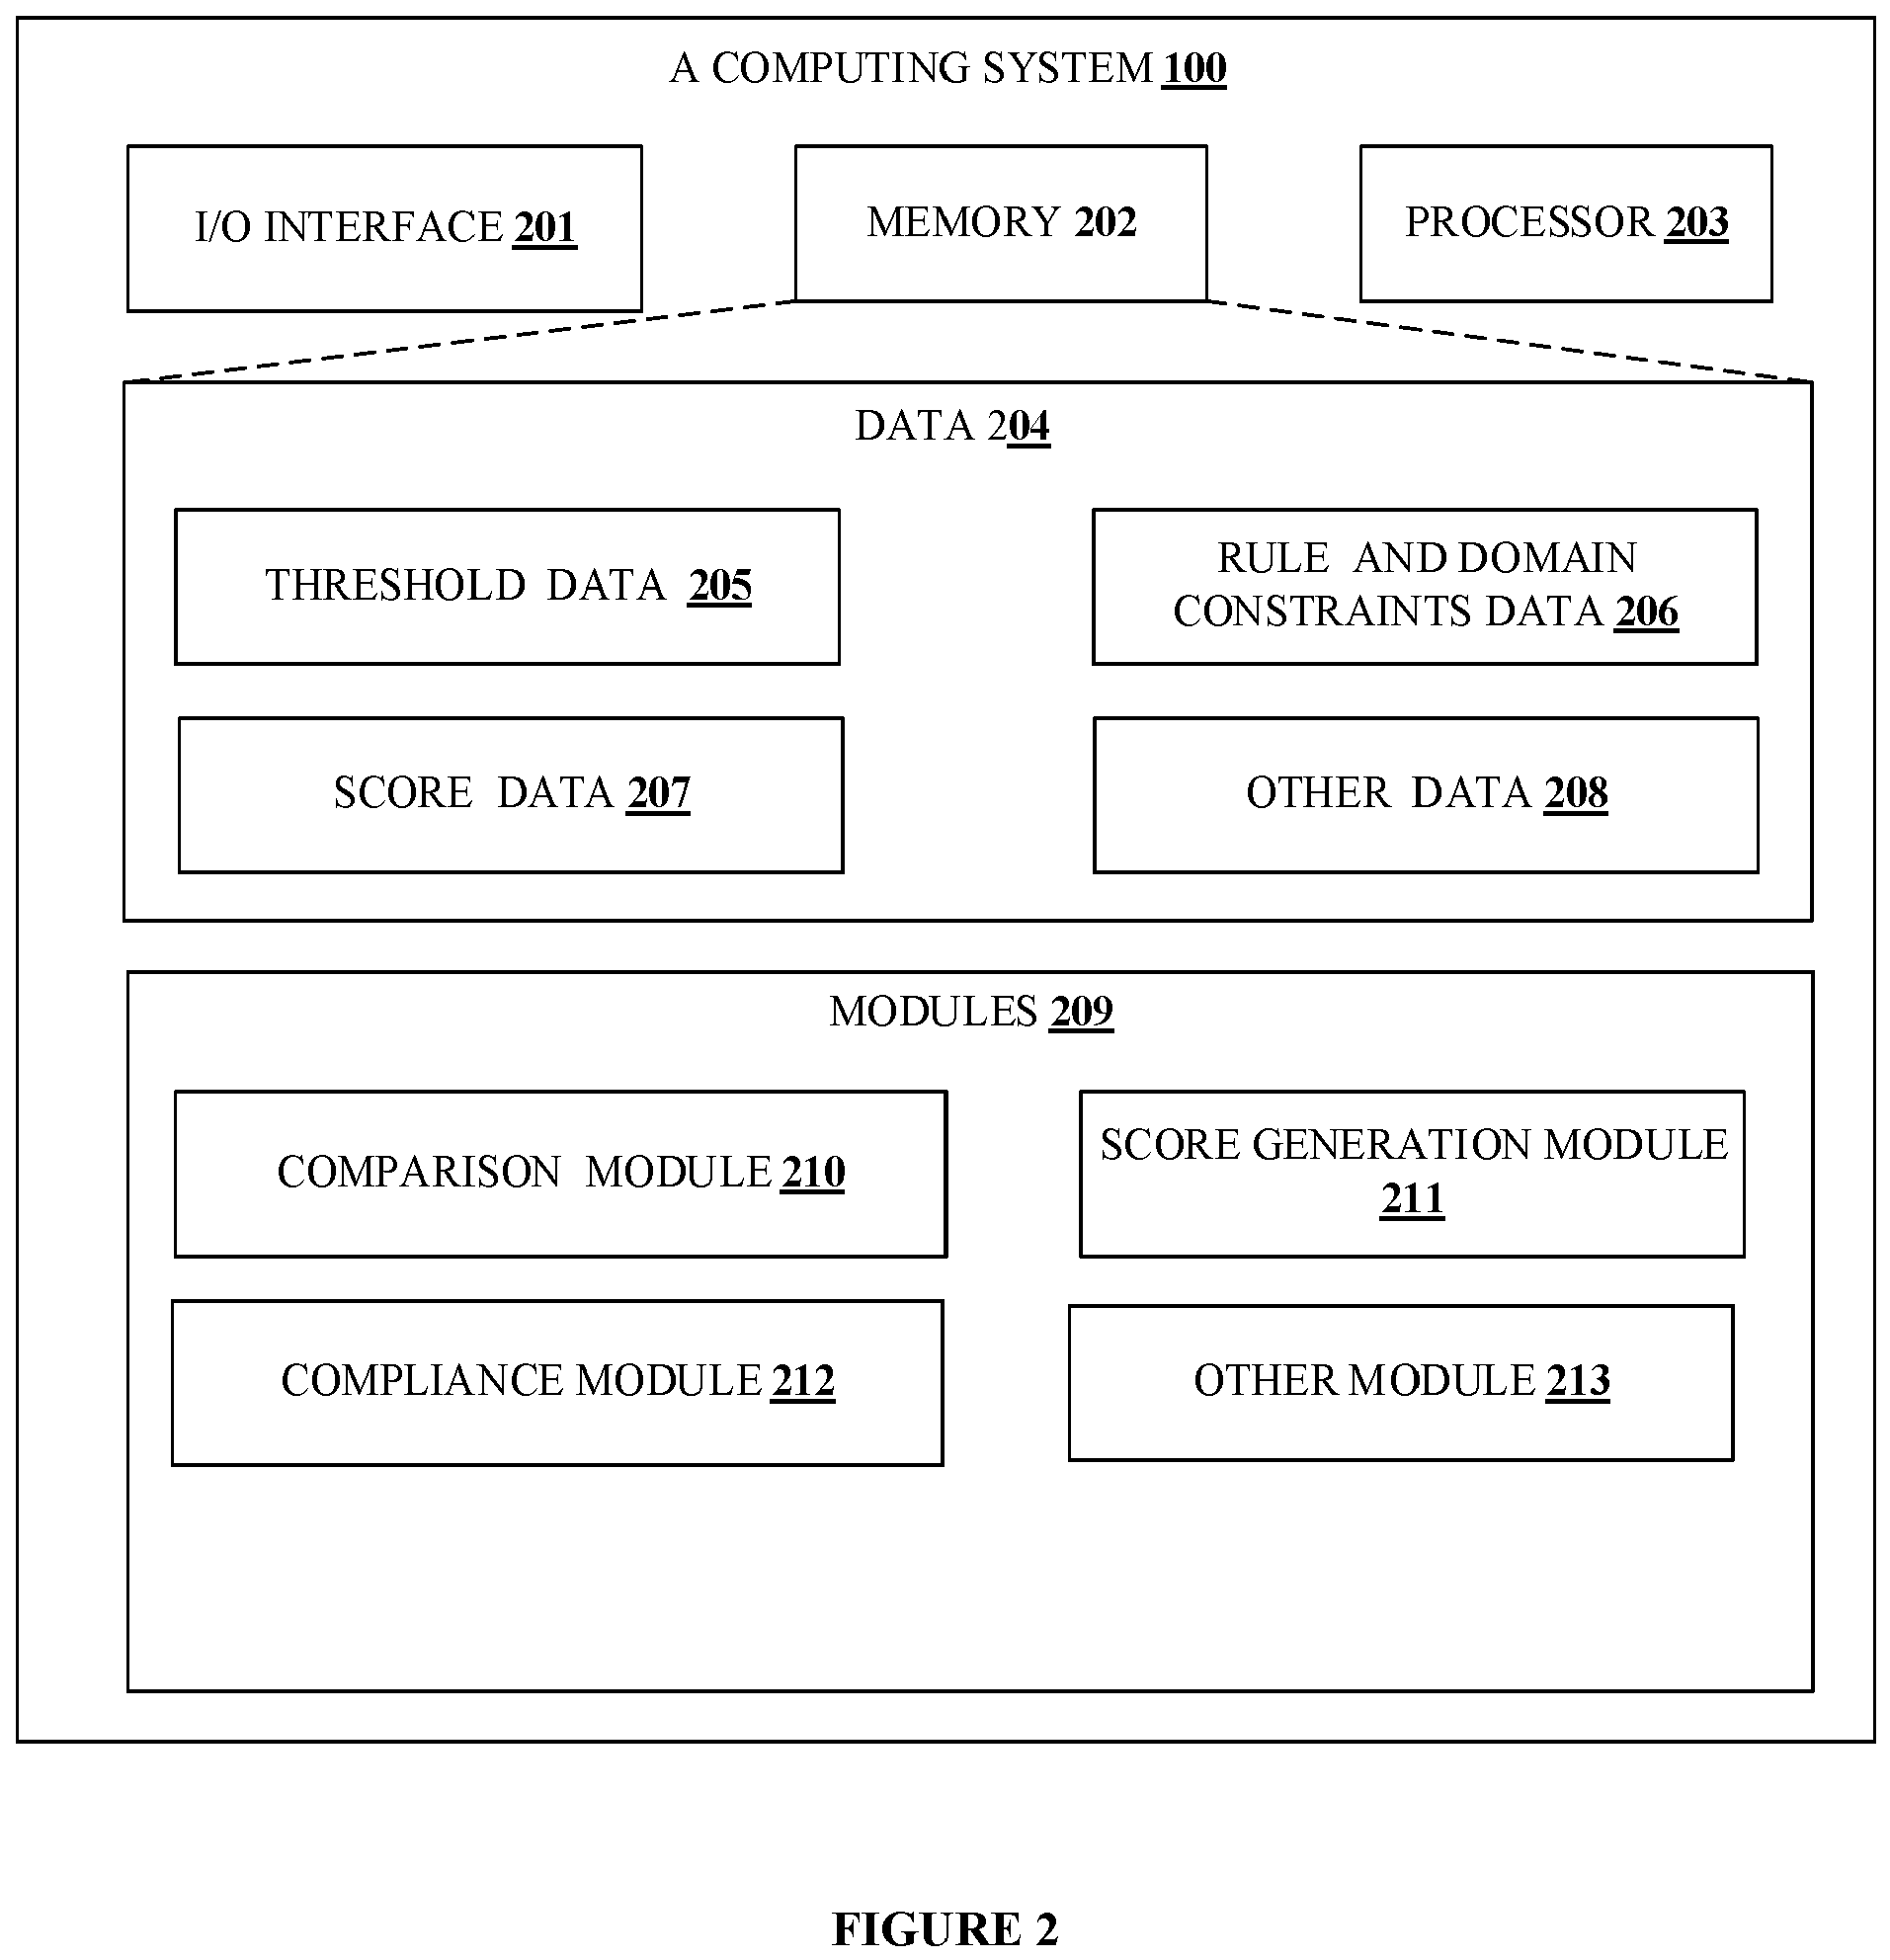 A COMPUTING SYSTEM 100
I/O INTERFACE 201
MEMORY 202
PROCESSOR 203
DATA 204
THRESHOLD DATA 205
RULE AND DOMAIN
CONSTRAINTS DATA 206
SCORE DATA 207
OTHER DATA 208
MODULES 209
COMPARISON MODULE 210
SCORE GENERATION MODULE
211
COMPLIANCE MODULE 212
OTHER MODULE 213
FIGURE 2